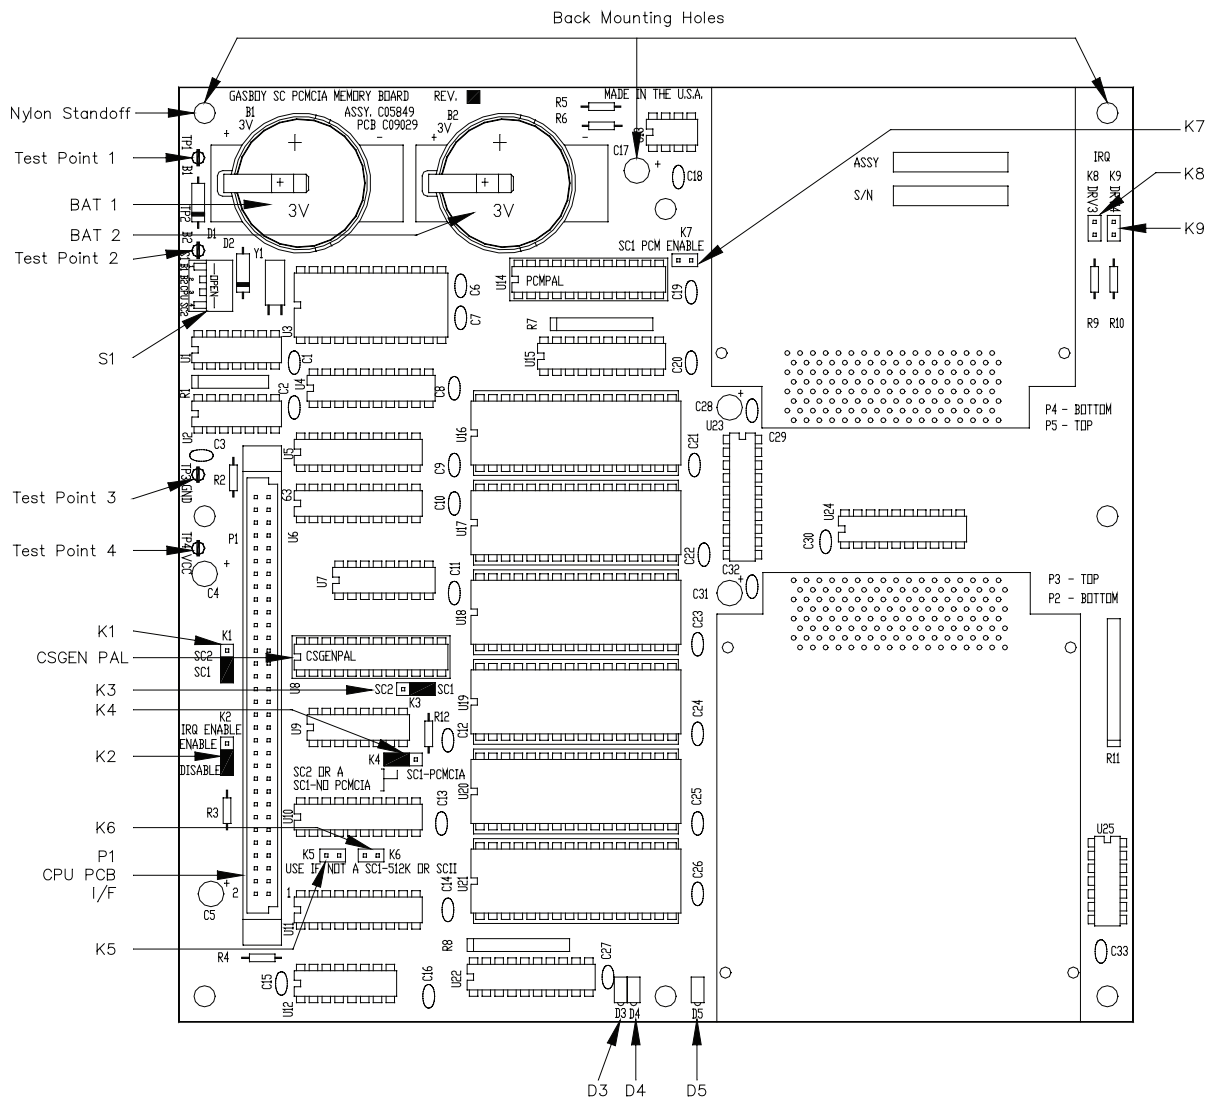 Back Mounting Holes
Nylon Standoff
Test Point 1
BAT 1
BAT 2
Test Point 2
S1
Test Point 3
Test Point 4
K1
CSGEN PAL
K3
K4
K2
K6
P1
CPU PCB
I/F
K5
K7
K8
K9
D3
D4
D5
GASBOY SC PCMCIA MEMORY BOARD
REV.
ASSY. C05849
PCB C09029
MADE IN THE U.S.A.
B1
3V
+
-
+
+
3V
B2
3V
+
-
+
3V
R5
R6
C17
+
C18
ASSY
S/N
IRQ
K8
K9
DRV3
R9
R10
TP1
B1
TP2
D1
B2
D2
Y1
OPEN
U3
C6
C7
U14
PCMPAL
K7
SC1 PCM ENABLE
C19
R7
U15
C20
U1
C1
R1
C2
U4
C8
U2
C3
U5
C9
U16
C21
C28
+
U23
C29
P4 - BOTTOM
P5 - TOP
TP3
GND
R2
63
C10
U6
U17
C22
U24
C30
P1
TP4
VCC
+
C4
U7
C11
U18
C23
C31
C32
+
P3 - TOP
P2 - BOTTOM
K1
SC2
SC1
CSGENPAL
U8
SC2
SC1
K3
U19
C24
K2
IRQ ENABLE
ENABLE
DISABLE
U9
R12
C12
K4
SC1-PCMCIA
SC2 OR A
SC1-NO PCMCIA
U20
C25
R11
R3
U10
C13
K5
K6
USE IF NOT A SC1-512K OR SCII
U21
C26
U25
+
C5
2
1
U11
C14
R4
R8
C33
C15
U12
C16
U22
C27
D3
D4
D5